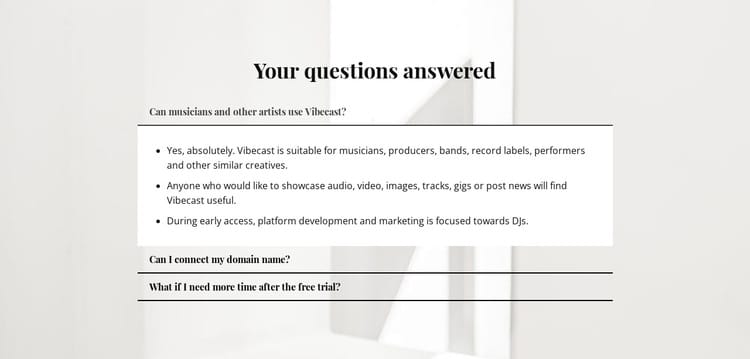 Your questions answered
Can musicians and other artists use Vibecast?
Yes, absolutely. Vibecast is suitable for musicians, producers, bands, record labels, performers
and other similar creatives.
Anyone who would like to showcase audio, video, images, tracks, gigs or post news will find
Vibecast useful.
During early access, platform development and marketing is focused towards DJs.
Can I connect my domain name?
What if I need more time after the free trial?